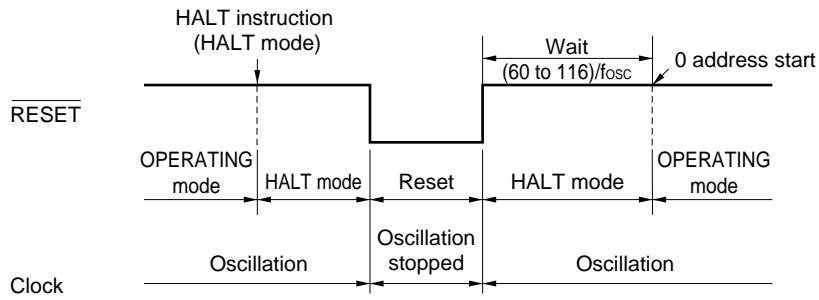 HALT instruction
(HALT mode)
Wait
(60 to 116)/fosc
0 address start
RESET
OPERATING
mode
HALT mode
Reset
HALT mode
OPERATING
mode
Oscillation
Oscillation
stopped
Oscillation
Clock